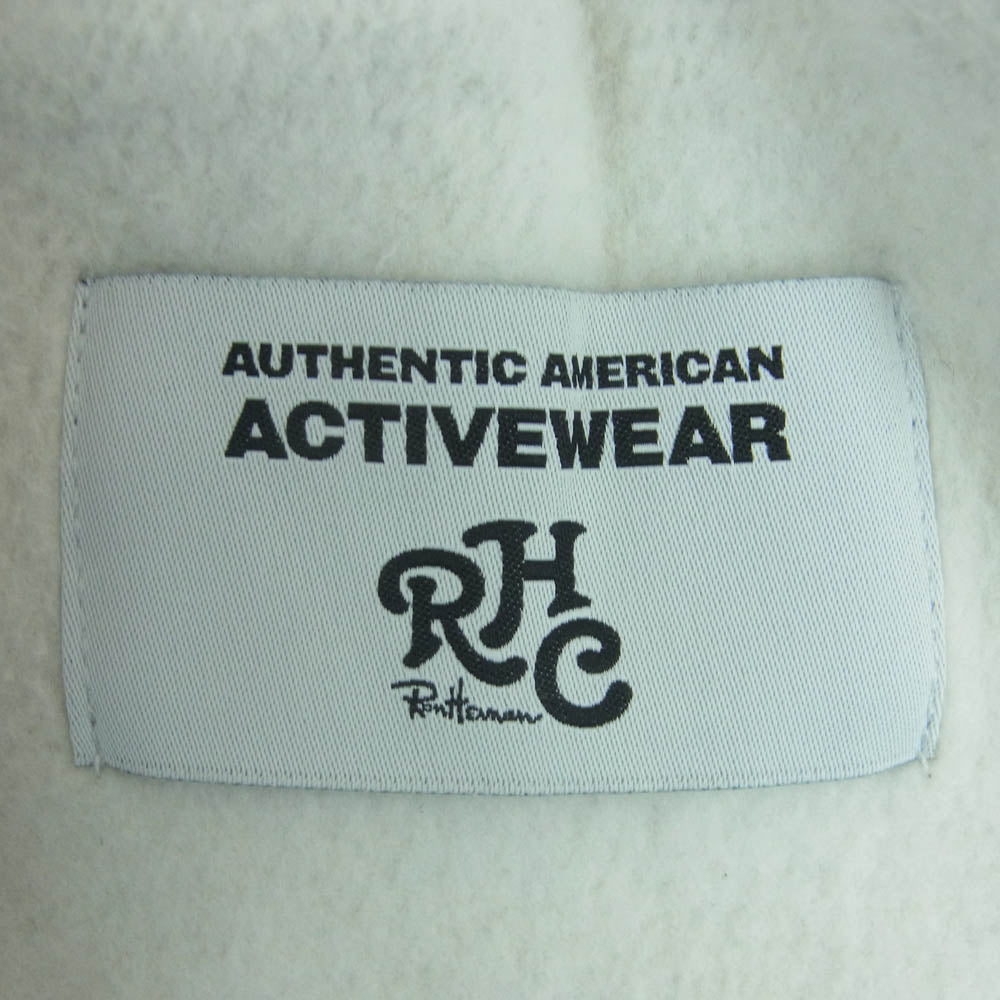 AUTHENTIC AMERICAN
ACTIVEWEAR
RHC
Ron Herman